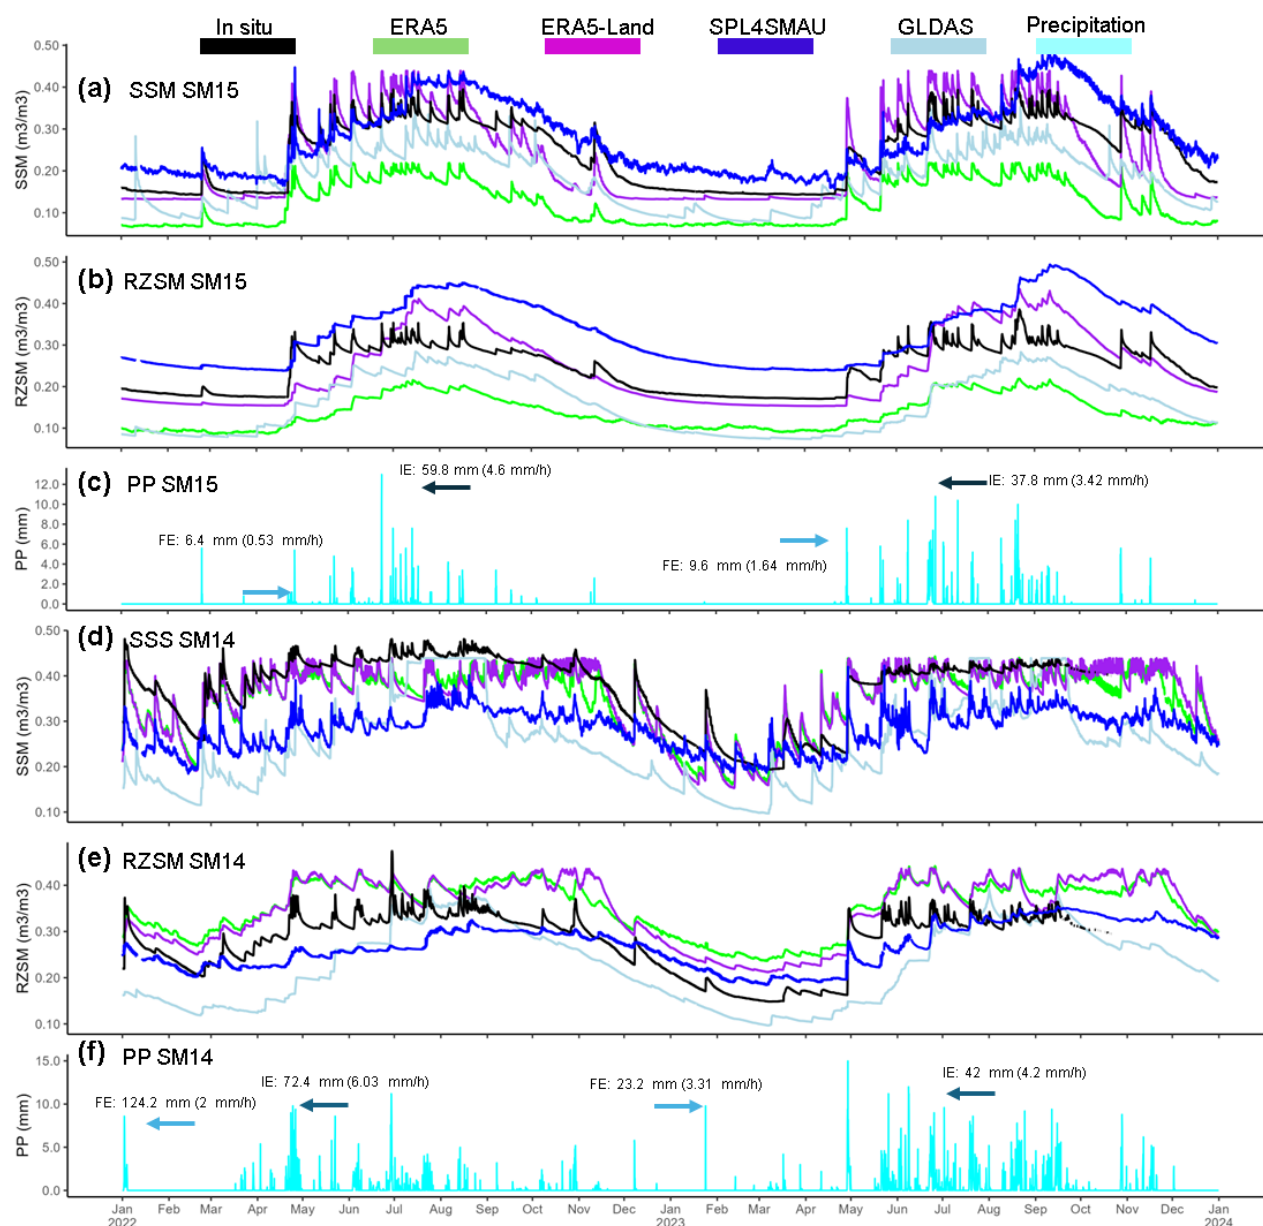 In situ ERA5 ERA5-Land SPL4SMAU GLDAS Precipitation
(a) SSM SM15
SSM (m3/m3)
0.50
0.40
0.30
0.20
0.10
(b) RZSM SM15
RZSM (m3/m3)
0.50
0.40
0.30
0.20
0.10
(c) PP SM15
PP (mm)
12.0
10.0
8.0
6.0
4.0
2.0
0.0
IE: 59.8 mm (4.6 mm/h)
IE: 37.8 mm (3.42 mm/h)
FE: 6.4 mm (0.53 mm/h)
FE: 9.6 mm (1.64 mm/h)
(d) SSS SM14
SSM (m3/m3)
0.50
0.40
0.30
0.20
0.10
(e) RZSM SM14
RZSM (m3/m3)
0.40
0.30
0.20
0.10
(f) PP SM14
PP (mm)
15.0
10.0
5.0
0.0
IE: 72.4 mm (6.03 mm/h)
FE: 23.2 mm (3.31 mm/h)
IE: 42 mm (4.2 mm/h)
FE: 124.2 mm (2 mm/h)
Jan Feb Mar Apr May Jun Jul Aug Sep Oct Nov Dec Jan Feb Mar Apr May Jun Jul Aug Sep Oct Nov Dec Jan
2022 2023 2024